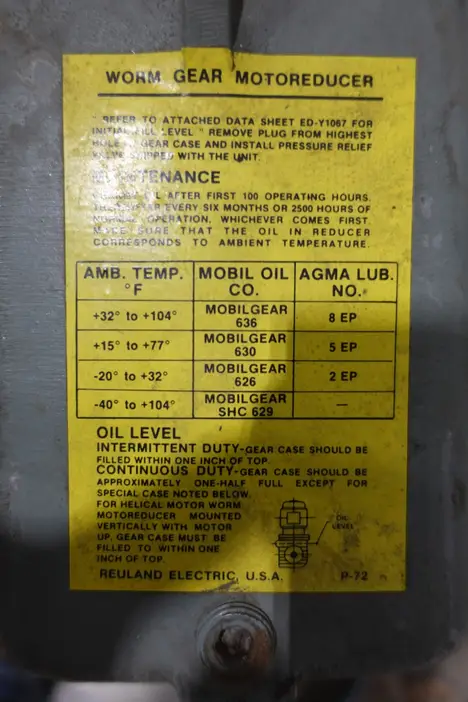 WORM GEAR MOTOREDUCER
" REFER TO ATTACHED DATA SHEET ED-Y1067 FOR
INITIAL FILL LEVEL " REMOVE PLUG FROM HIGHEST
HOLE GEAR CASE AND INSTALL PRESSURE RELIEF
VALVE SHIPPED WITH THE UNIT.
MAINTENANCE
OIL AFTER FIRST 100 OPERATING HOURS.
EVERY SIX MONTHS OR 2500 HOURS OF
NORMAL OPERATION, WHICHEVER COMES FIRST.
MAKE SURE THAT THE OIL IN REDUCER
CORRESPONDS TO AMBIENT TEMPERATURE.
AMB. TEMP. °F MOBIL OIL CO. AGMA LUB. NO.
+32° to +104° MOBILGEAR 636 8 EP
+15° to +77° MOBILGEAR 630 5 EP
-20° to +32° MOBILGEAR 626 2 EP
-40° to +104° MOBILGEAR SHC 629 —
OIL LEVEL
INTERMITTENT DUTY-GEAR CASE SHOULD BE
FILLED WITHIN ONE INCH OF TOP.
CONTINUOUS DUTY-GEAR CASE SHOULD BE
APPROXIMATELY ONE-HALF FULL EXCEPT FOR
SPECIAL CASE NOTED BELOW.
FOR HELICAL MOTOR WORM
MOTOREDUCER MOUNTED
VERTICALLY WITH MOTOR
UP, GEAR CASE MUST BE
FILLED TO WITHIN ONE
INCH OF TOP.
OIL
LEVEL
REULAND ELECTRIC, U.S.A. P-72